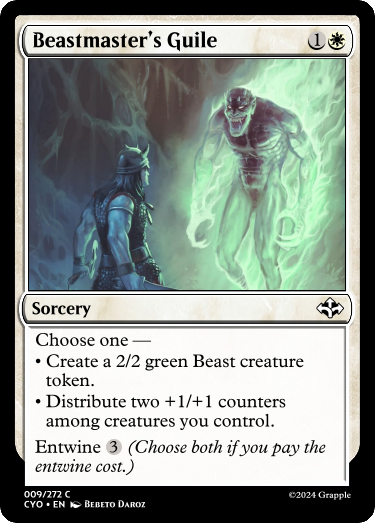 Beastmaster's Guile 1
Sorcery
Choose one —
• Create a 2/2 green Beast creature
token.
• Distribute two +1/+1 counters
among creatures you control.
Entwine 3 (Choose both if you pay the
entwine cost.)
009/272 C
CYO • EN Bebeto Daroz
©2024 Grapple